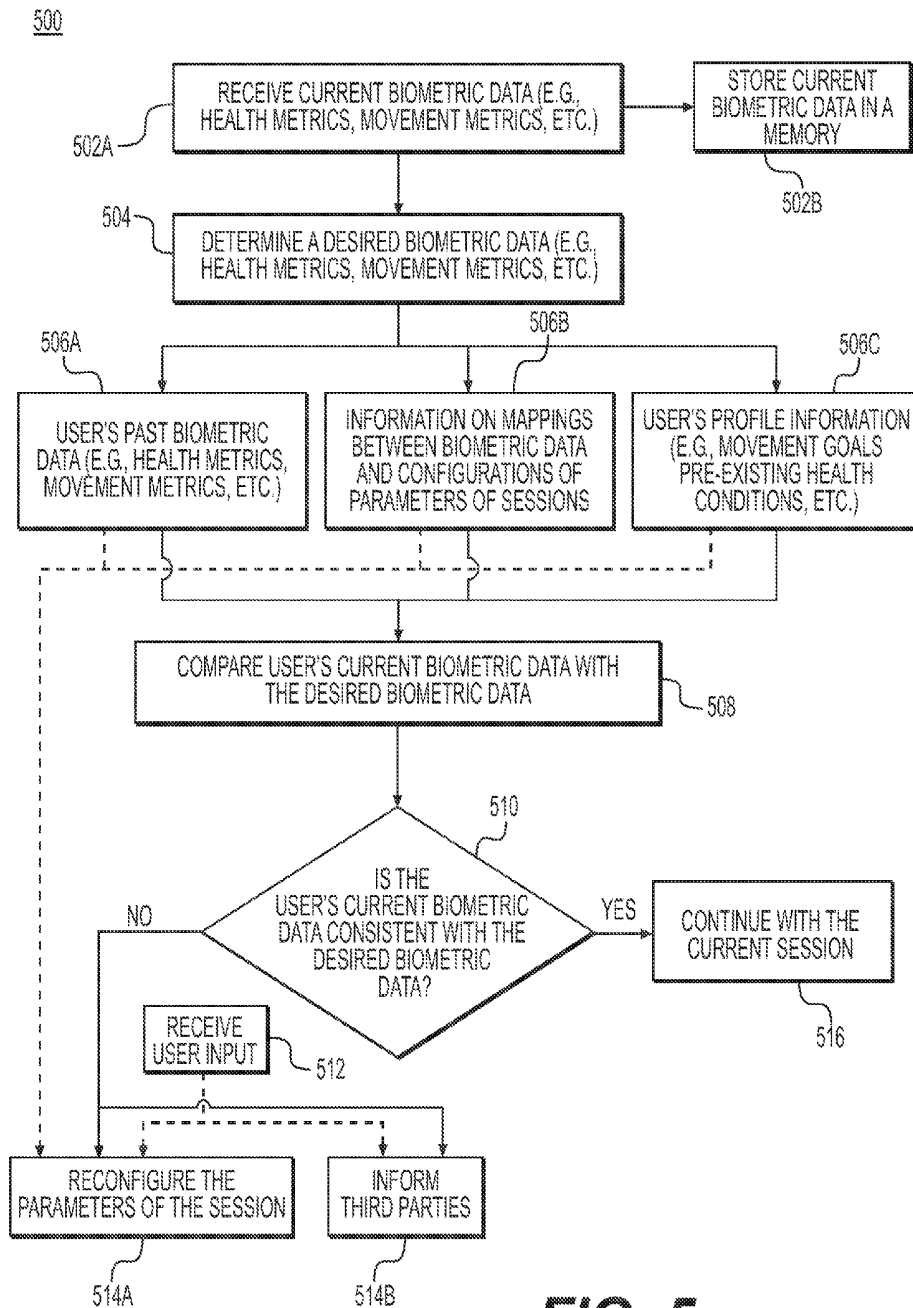 500
RECEIVE CURRENT BIOMETRIC DATA (E.G.,
HEALTH METRICS, MOVEMENT METRICS, ETC.)
502A
STORE CURRENT
BIOMETRIC DATA IN A
MEMORY
502B
504
DETERMINE A DESIRED BIOMETRIC DATA (E.G.,
HEALTH METRICS, MOVEMENT METRICS, ETC.)
506A
506B
506C
USER'S PAST BIOMETRIC
DATA (E.G., HEALTH METRICS,
MOVEMENT METRICS, ETC.)
INFORMATION ON MAPPINGS
BETWEEN BIOMETRIC DATA
AND CONFIGURATIONS OF
PARAMETERS OF SESSIONS
USER'S PROFILE INFORMATION
(E.G., MOVEMENT GOALS
PRE-EXISTING HEALTH
CONDITIONS, ETC.)
COMPARE USER'S CURRENT BIOMETRIC DATA WITH
THE DESIRED BIOMETRIC DATA
508
510
IS THE
USER'S CURRENT BIOMETRIC
DATA CONSISTENT WITH THE
DESIRED BIOMETRIC
DATA?
NO
YES
CONTINUE WITH THE
CURRENT SESSION
516
RECEIVE
USER INPUT
512
RECONFIGURE THE
PARAMETERS OF THE SESSION
514A
INFORM
THIRD PARTIES
514B
FIG. 5